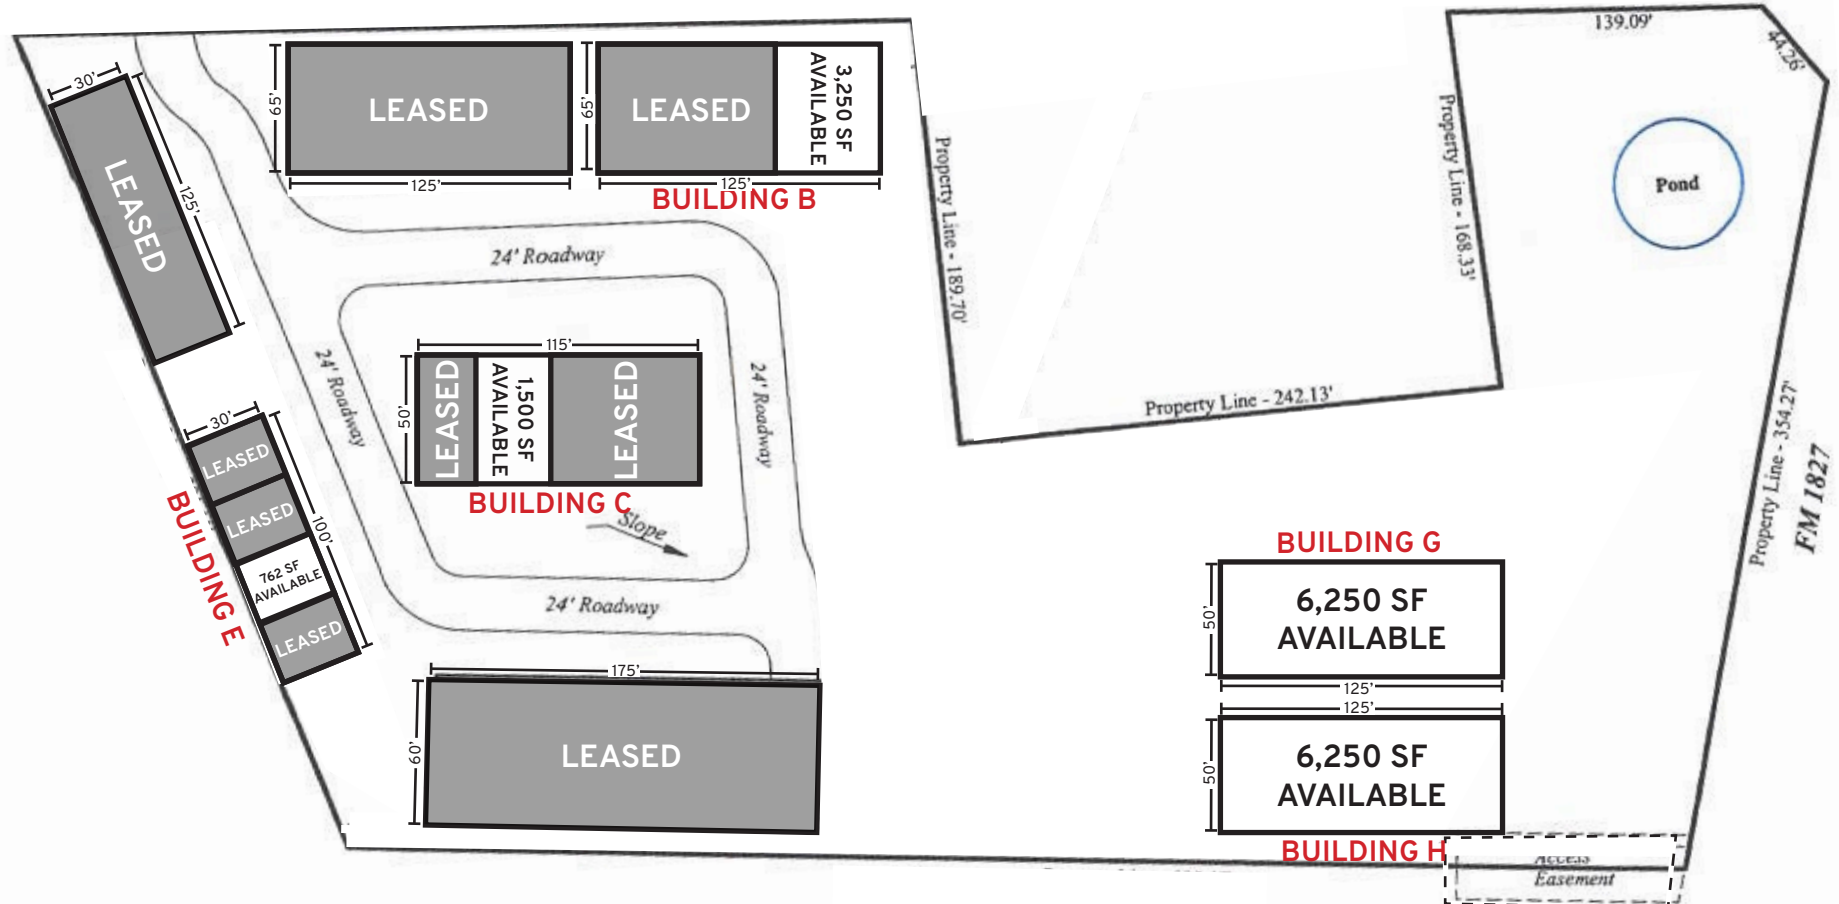 139.09'
44.26'
30'
125'
LEASED
65'
LEASED
125'
65'
LEASED
3,250 SF
AVAILABLE
125'
BUILDING B
Property Line - 189.70'
Property Line - 168.33'
Pond
24' Roadway
24' Roadway
24' Roadway
115'
50'
LEASED
1,500 SF
AVAILABLE
LEASED
BUILDING C
Slope
Property Line - 242.13'
Property Line - 354.27'
FM 1827
30'
100'
LEASED
LEASED
762 SF
AVAILABLE
LEASED
BUILDING E
24' Roadway
175'
60'
LEASED
BUILDING G
50'
6,250 SF
AVAILABLE
125'
125'
50'
6,250 SF
AVAILABLE
BUILDING H
Access
Easement